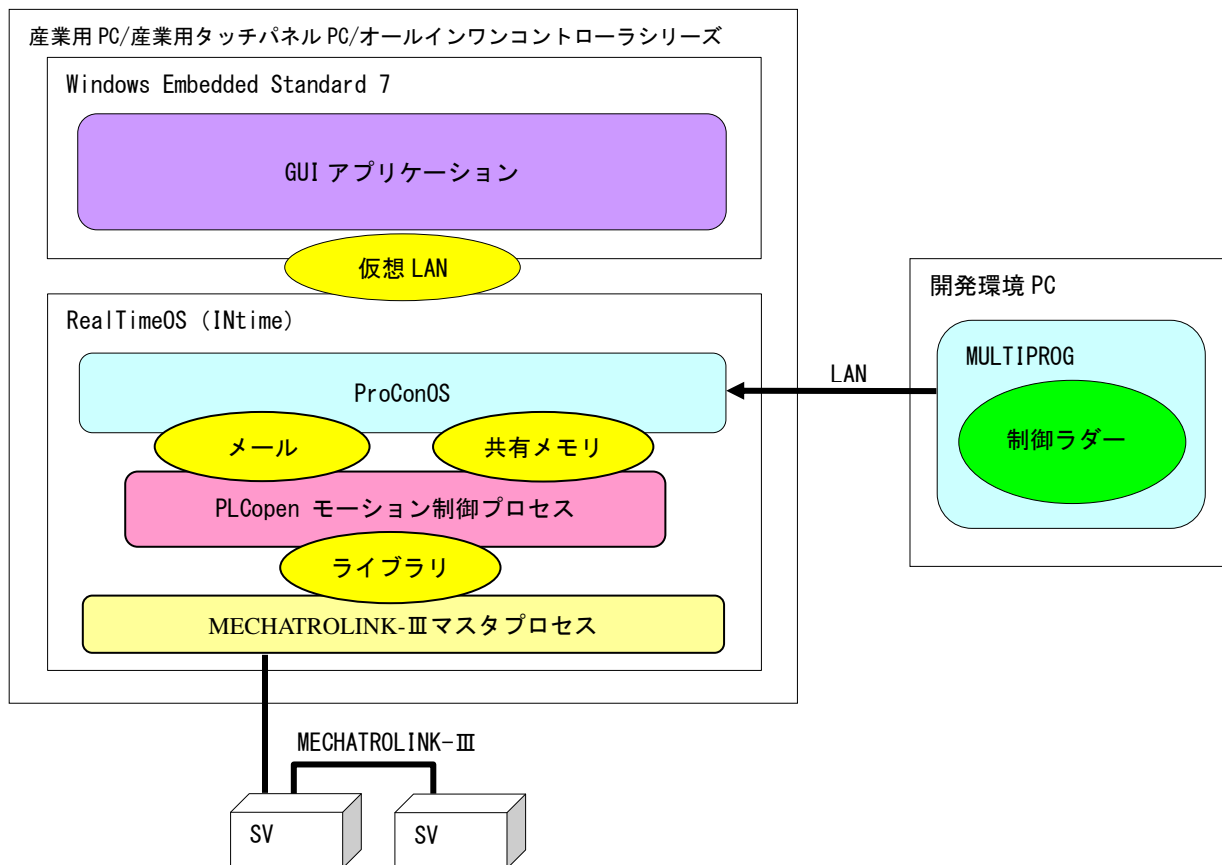 産業用 PC/産業用タッチパネル PC/オールインワンコントローラシリーズ
Windows Embedded Standard 7
GUI アプリケーション
仮想 LAN
RealTimeOS (INtime)
ProConOS
メール
共有メモリ
PLCopen モーション制御プロセス
ライブラリ
MECHATROLINK-Ⅲマスタプロセス
開発環境 PC
MULTIPROG
制御ラダー
LAN
MECHATROLINK-Ⅲ
SV
SV